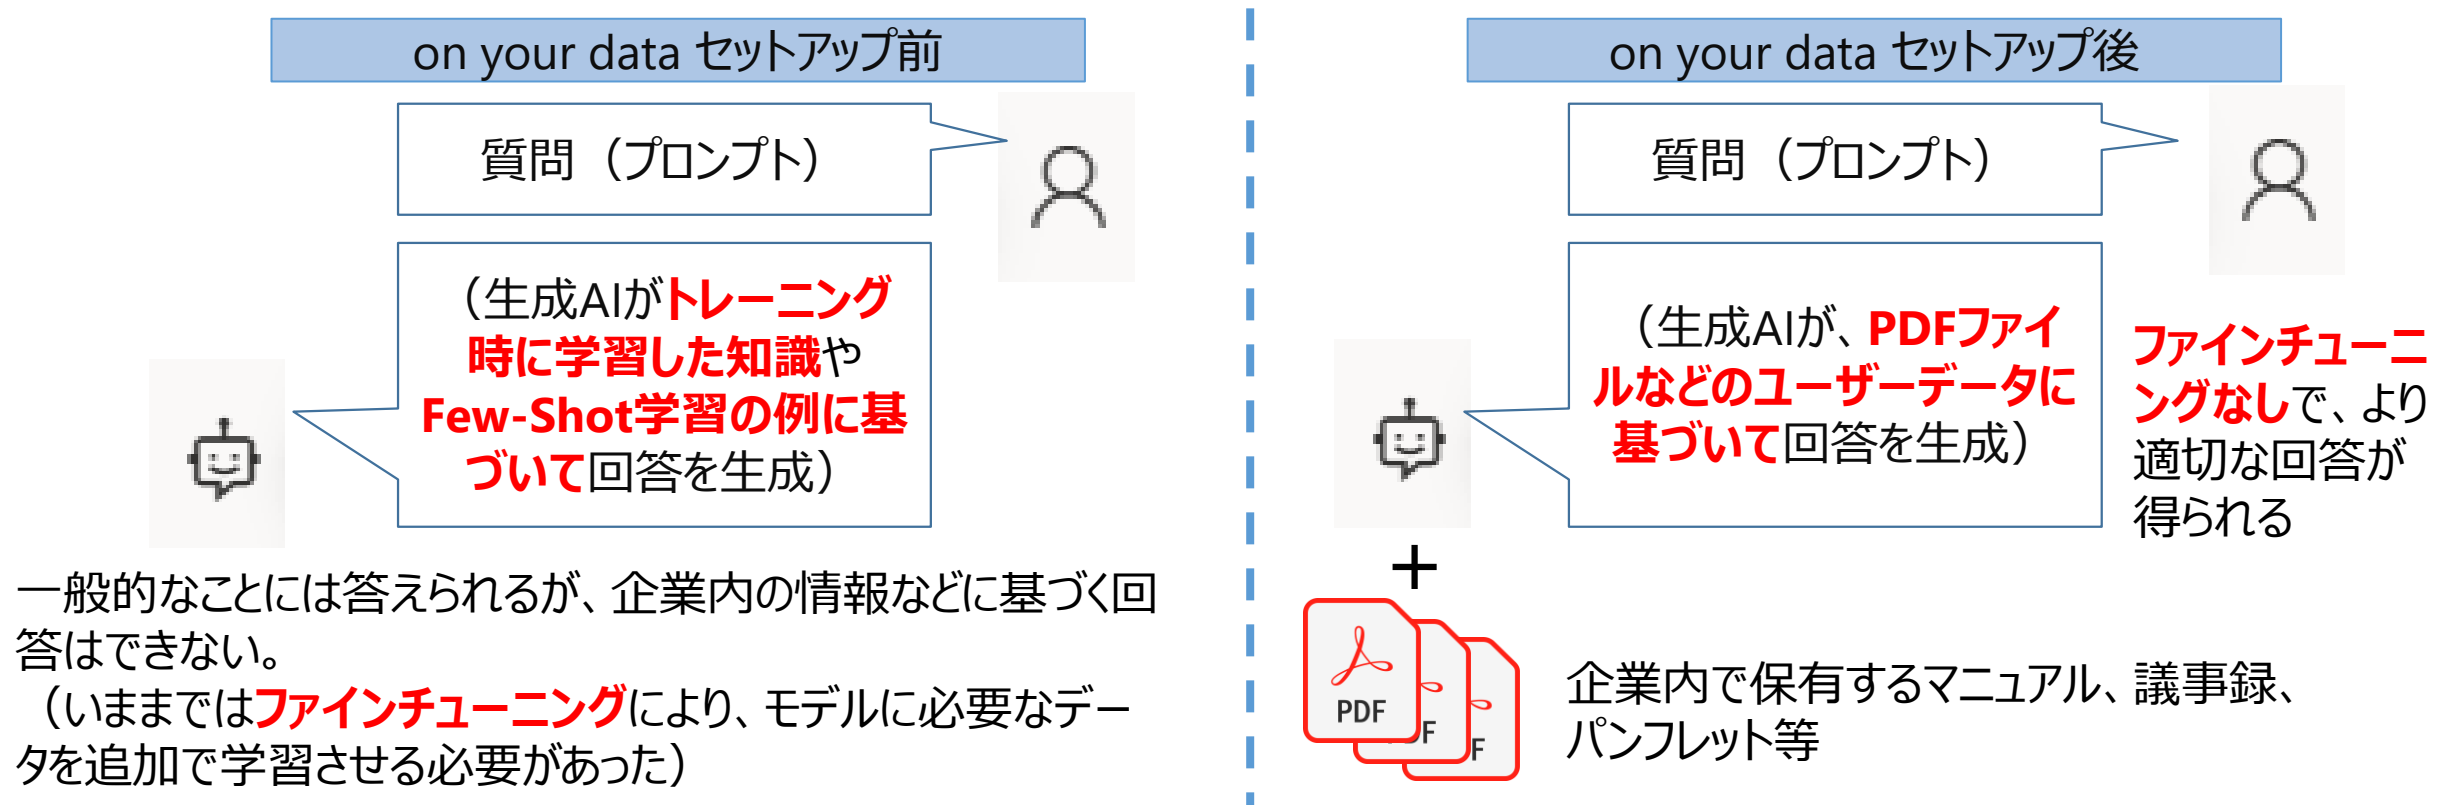 on your data セットアップ前
質問（プロンプト）
（生成AIがトレーニング
時に学習した知識や
Few-Shot学習の例に基
づいて回答を生成）
一般的なことには答えられるが、企業内の情報などに基づく回
答はできない。
（いままではファインチューニングにより、モデルに必要なデー
タを追加で学習させる必要があった）
on your data セットアップ後
質問（プロンプト）
（生成AIが、PDFファイ
ルなどのユーザーデータに
基づいて回答を生成）
ファインチューニ
ングなしで、より
適切な回答が
得られる
+
PDF
DF
F
企業内で保有するマニュアル、議事録、
パンフレット等